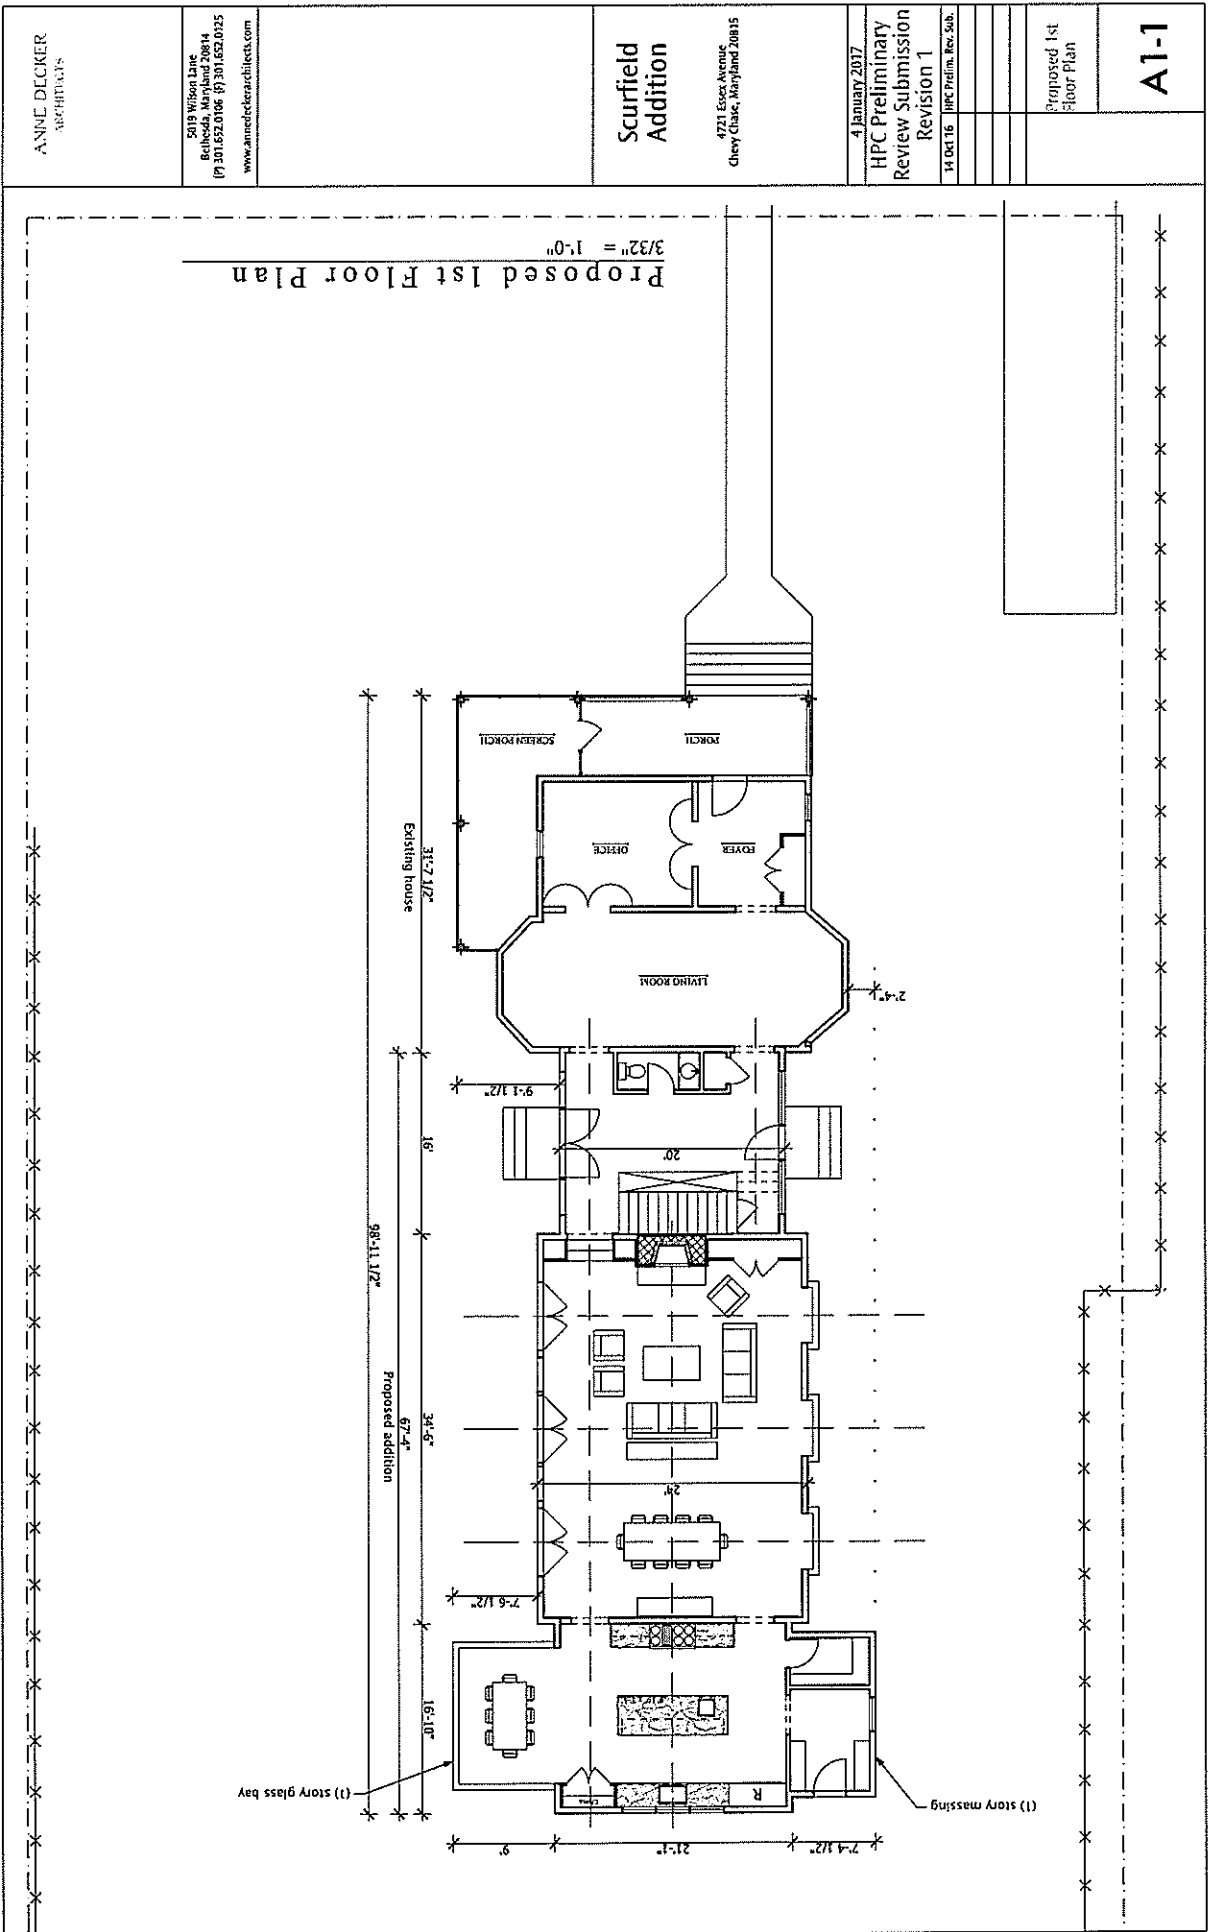 ANNE DECKER
ARCHITECTS
5019 Wilson Lane
Bethesda, Maryland 20814
(P) 301.652.0106 (F) 301.652.0125
www.annedeckerarchitects.com
Scurfield
Addition
4721 Essex Avenue
Chevy Chase, Maryland 20815
4 January 2017
HPC Preliminary
Review Submission
Revision 1
14 Oct 16 HPC Prelim. Rev. Sub.
Proposed 1st
Floor Plan
A1-1
Proposed 1st Floor Plan
3/32" = 1'-0"
SCREEN PORCH
PORCH
OFFICE
FOYER
31'-7 1/2"
Existing house
LIVING ROOM
2'-4"
9'-1 1/2"
16'
20'
98'-11 1/2"
34'-6"
67'-4"
Proposed addition
24'
7'-6 1/2"
16'-10"
(1) story glass bay
R
(1) story massing
9'
21'-1"
7'-4 1/2"